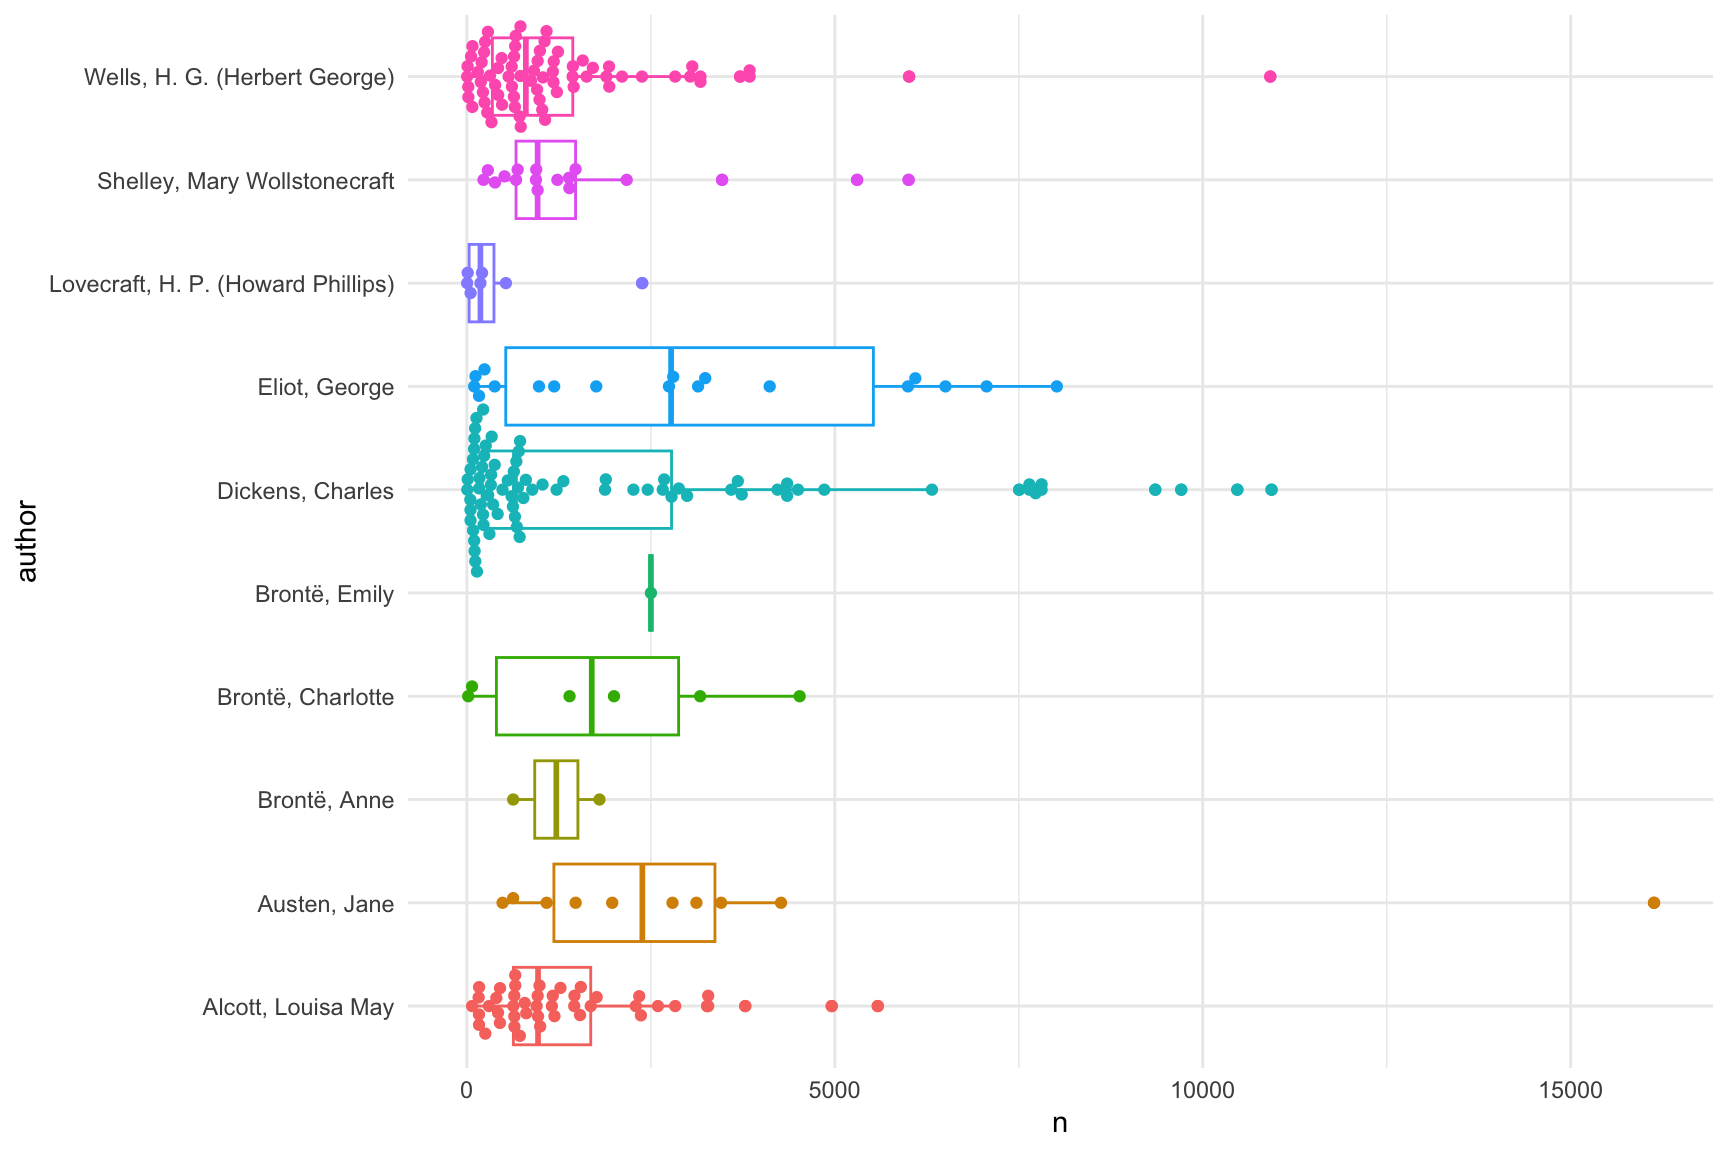 Wells, H. G. (Herbert George)
Shelley, Mary Wollstonecraft
Lovecraft, H. P. (Howard Phillips)
Eliot, George
Dickens, Charles
Brontë, Emily
Brontë, Charlotte
Brontë, Anne
Austen, Jane
Alcott, Louisa May
author
0 5000 10000 15000
n